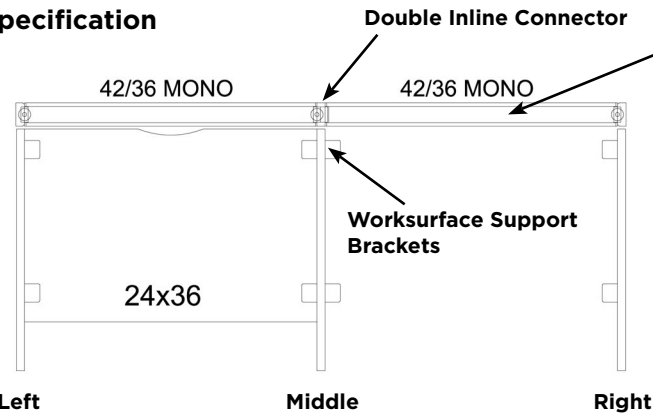 pecification
Double Inline Connector
42/36 MONO
42/36 MONO
Worksurface Support
Brackets
24x36
Left
Middle
Right